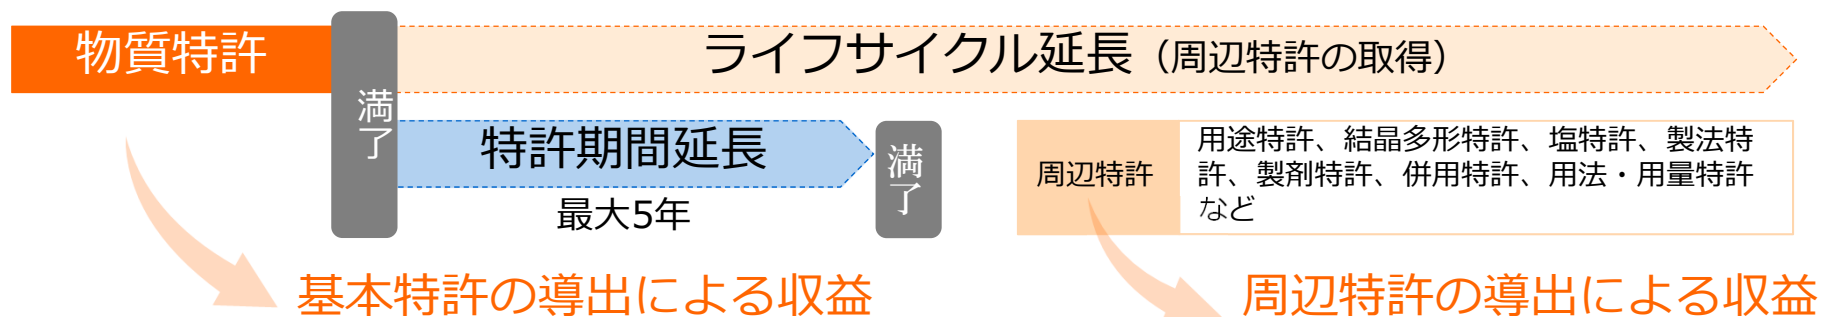 物質特許
満了
ライフサイクル延長（周辺特許の取得）
特許期間延長
最大5年
満了
周辺特許
用途特許、結晶多形特許、塩特許、製法特
許、製剤特許、併用特許、用法・用量特許
など
基本特許の導出による収益
周辺特許の導出による収益